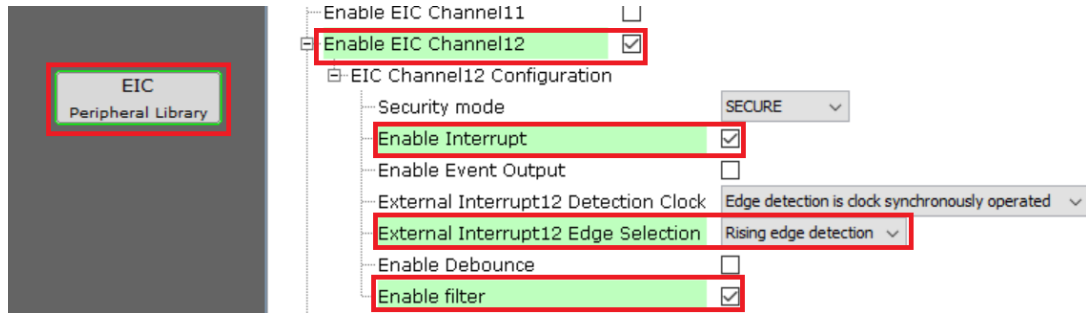 EIC
Peripheral Library
Enable EIC Channel11
Enable EIC Channel12
EIC Channel12 Configuration
Security mode SECURE
Enable Interrupt
Enable Event Output
External Interrupt12 Detection Clock Edge detection is clock synchronously operated
External Interrupt12 Edge Selection Rising edge detection
Enable Debounce
Enable filter